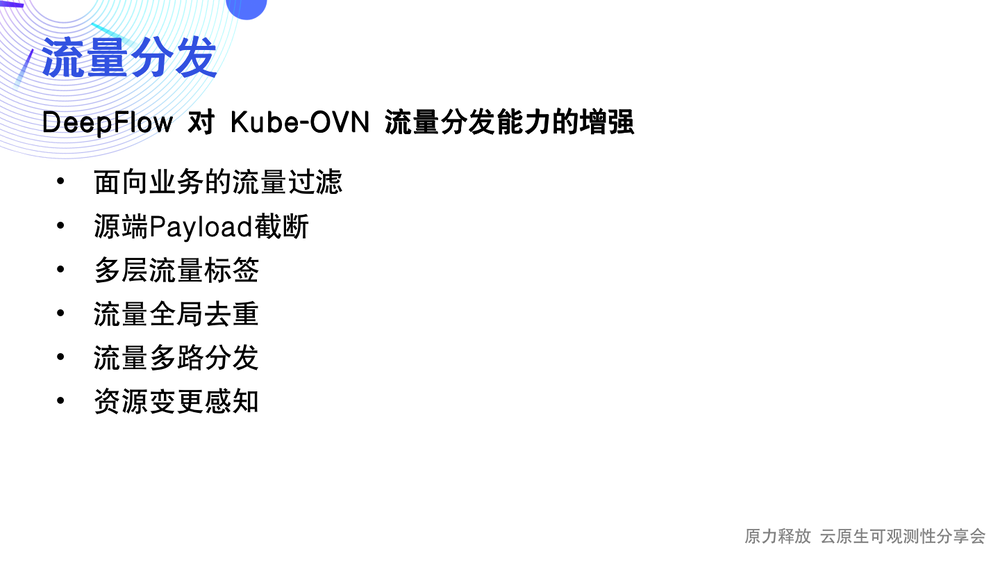 流量分发
DeepFlow 对 Kube-OVN 流量分发能力的增强
• 面向业务的流量过滤
• 源端Payload截断
• 多层流量标签
• 流量全局去重
• 流量多路分发
• 资源变更感知
原力释放 云原生可观测性分享会